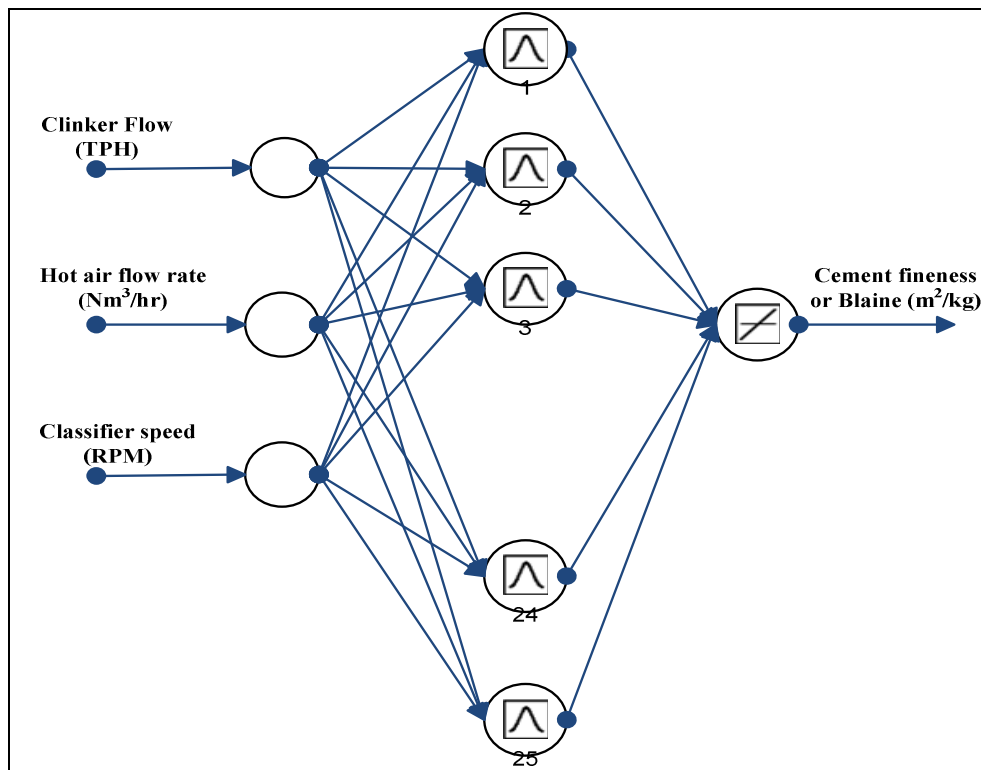 1
Clinker Flow
(TPH)
2
Hot air flow rate
(Nm³/hr)
3
Cement fineness
or Blaine (m²/kg)
Classifier speed
(RPM)
24
25